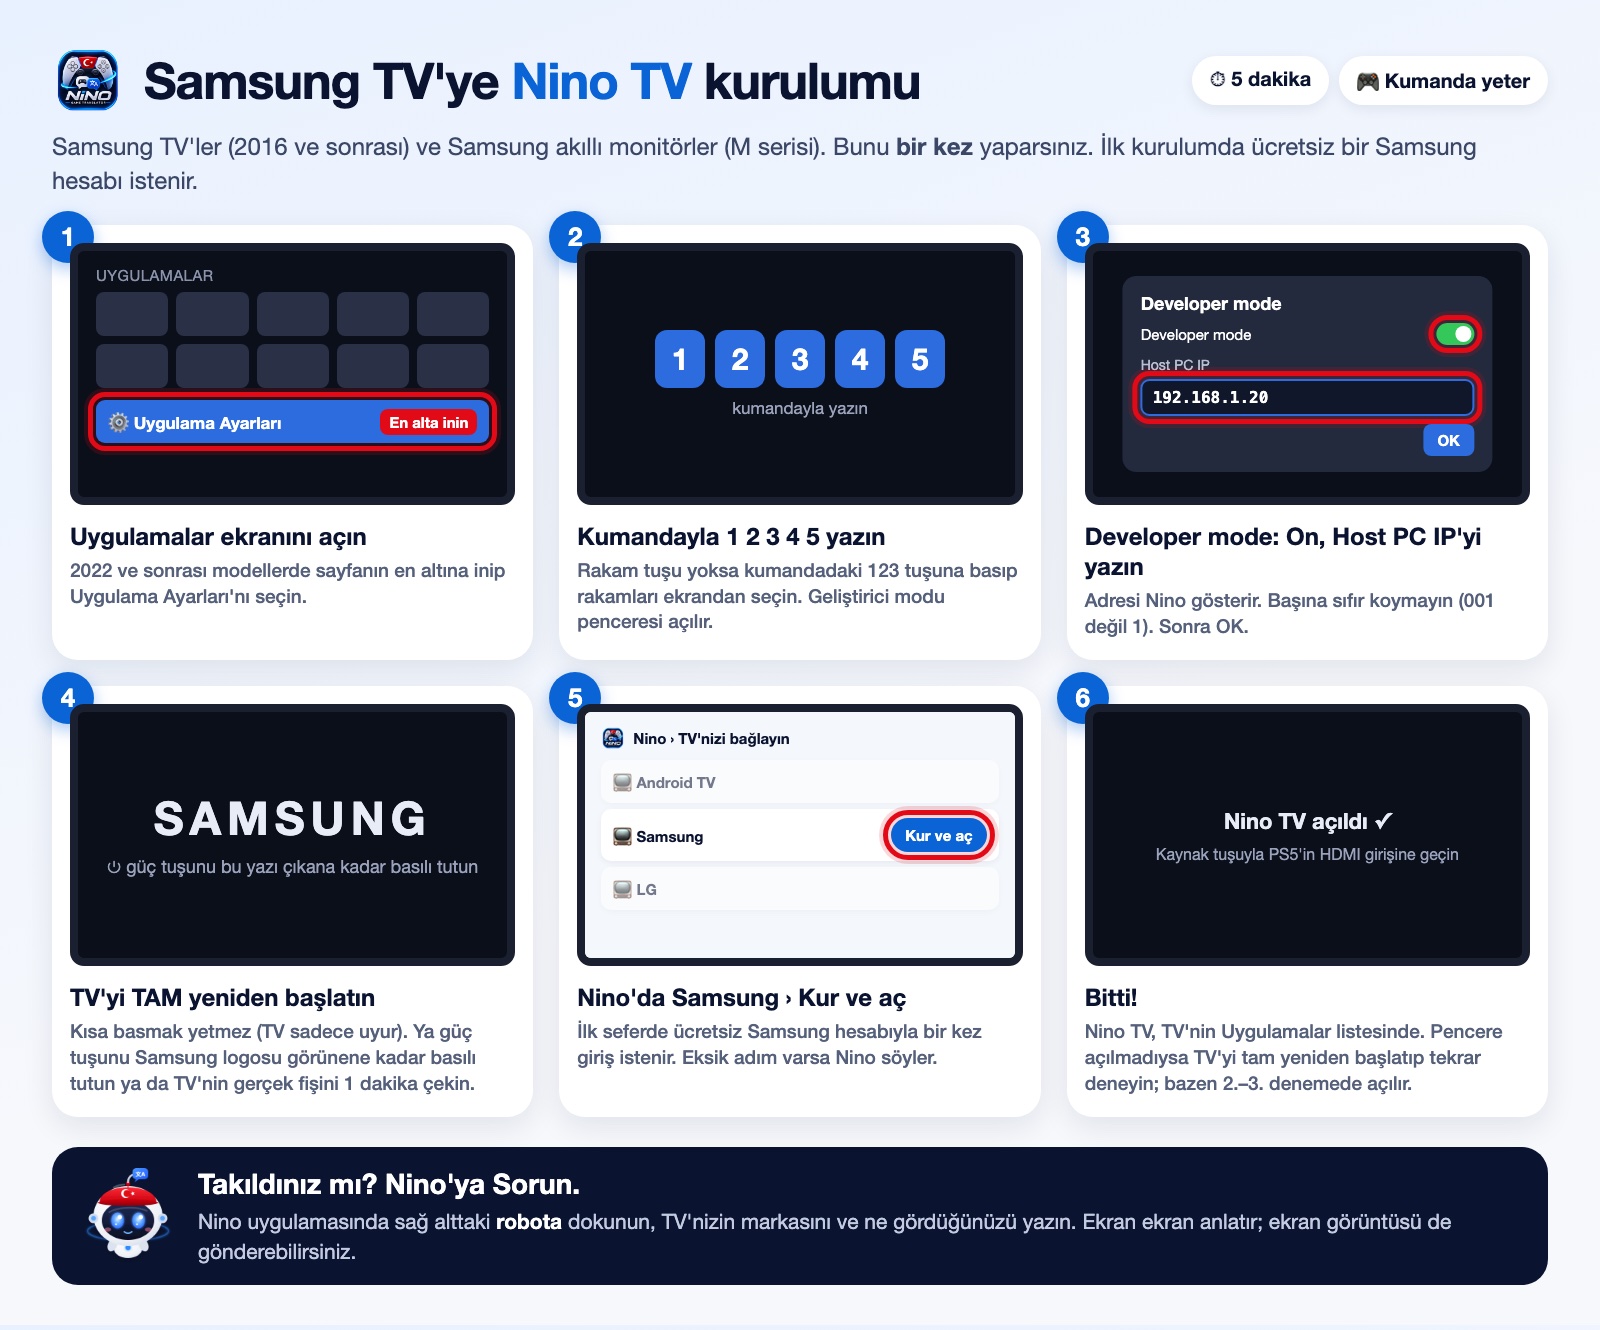 NiNO
Samsung TV'ye Nino TV kurulumu
⏱ 5 dakika
🎮 Kumanda yeter
Samsung TV'ler (2016 ve sonrası) ve Samsung akıllı monitörler (M serisi). Bunu bir kez yaparsınız. İlk kurulumda ücretsiz bir Samsung
hesabı istenir.
1
UYGULAMALAR
⚙️ Uygulama Ayarları
En alta inin
Uygulamalar ekranını açın
2022 ve sonrası modellerde sayfanın en altına inip
Uygulama Ayarları'nı seçin.
2
1 2 3 4 5
kumandayla yazın
Kumandayla 1 2 3 4 5 yazın
Rakam tuşu yoksa kumandadaki 123 tuşuna basıp
rakamları ekrandan seçin. Geliştirici modu
penceresi açılır.
3
Developer mode
Developer mode
Host PC IP
192.168.1.20
OK
Developer mode: On, Host PC IP'yi
yazın
Adresi Nino gösterir. Başına sıfır koymayın (001
değil 1). Sonra OK.
4
SAMSUNG
⏻ güç tuşunu bu yazı çıkana kadar basılı tutun
TV'yi TAM yeniden başlatın
Kısa basmak yetmez (TV sadece uyur). Ya güç
tuşunu Samsung logosu görünene kadar basılı
tutun ya da TV'nin gerçek fişini 1 dakika çekin.
5
Nino › TV'nizi bağlayın
Android TV
Samsung
Kur ve aç
LG
Nino'da Samsung › Kur ve aç
İlk seferde ücretsiz Samsung hesabıyla bir kez
giriş istenir. Eksik adım varsa Nino söyler.
6
Nino TV açıldı ✓
Kaynak tuşuyla PS5'in HDMI girişine geçin
Bitti!
Nino TV, TV'nin Uygulamalar listesinde. Pencere
açılmadıysa TV'yi tam yeniden başlatıp tekrar
deneyin; bazen 2.–3. denemede açılır.
Takıldınız mı? Nino'ya Sorun.
Nino uygulamasında sağ alttaki robota dokunun, TV'nizin markasını ve ne gördüğünüzü yazın. Ekran ekran anlatır; ekran görüntüsü de
gönderebilirsiniz.